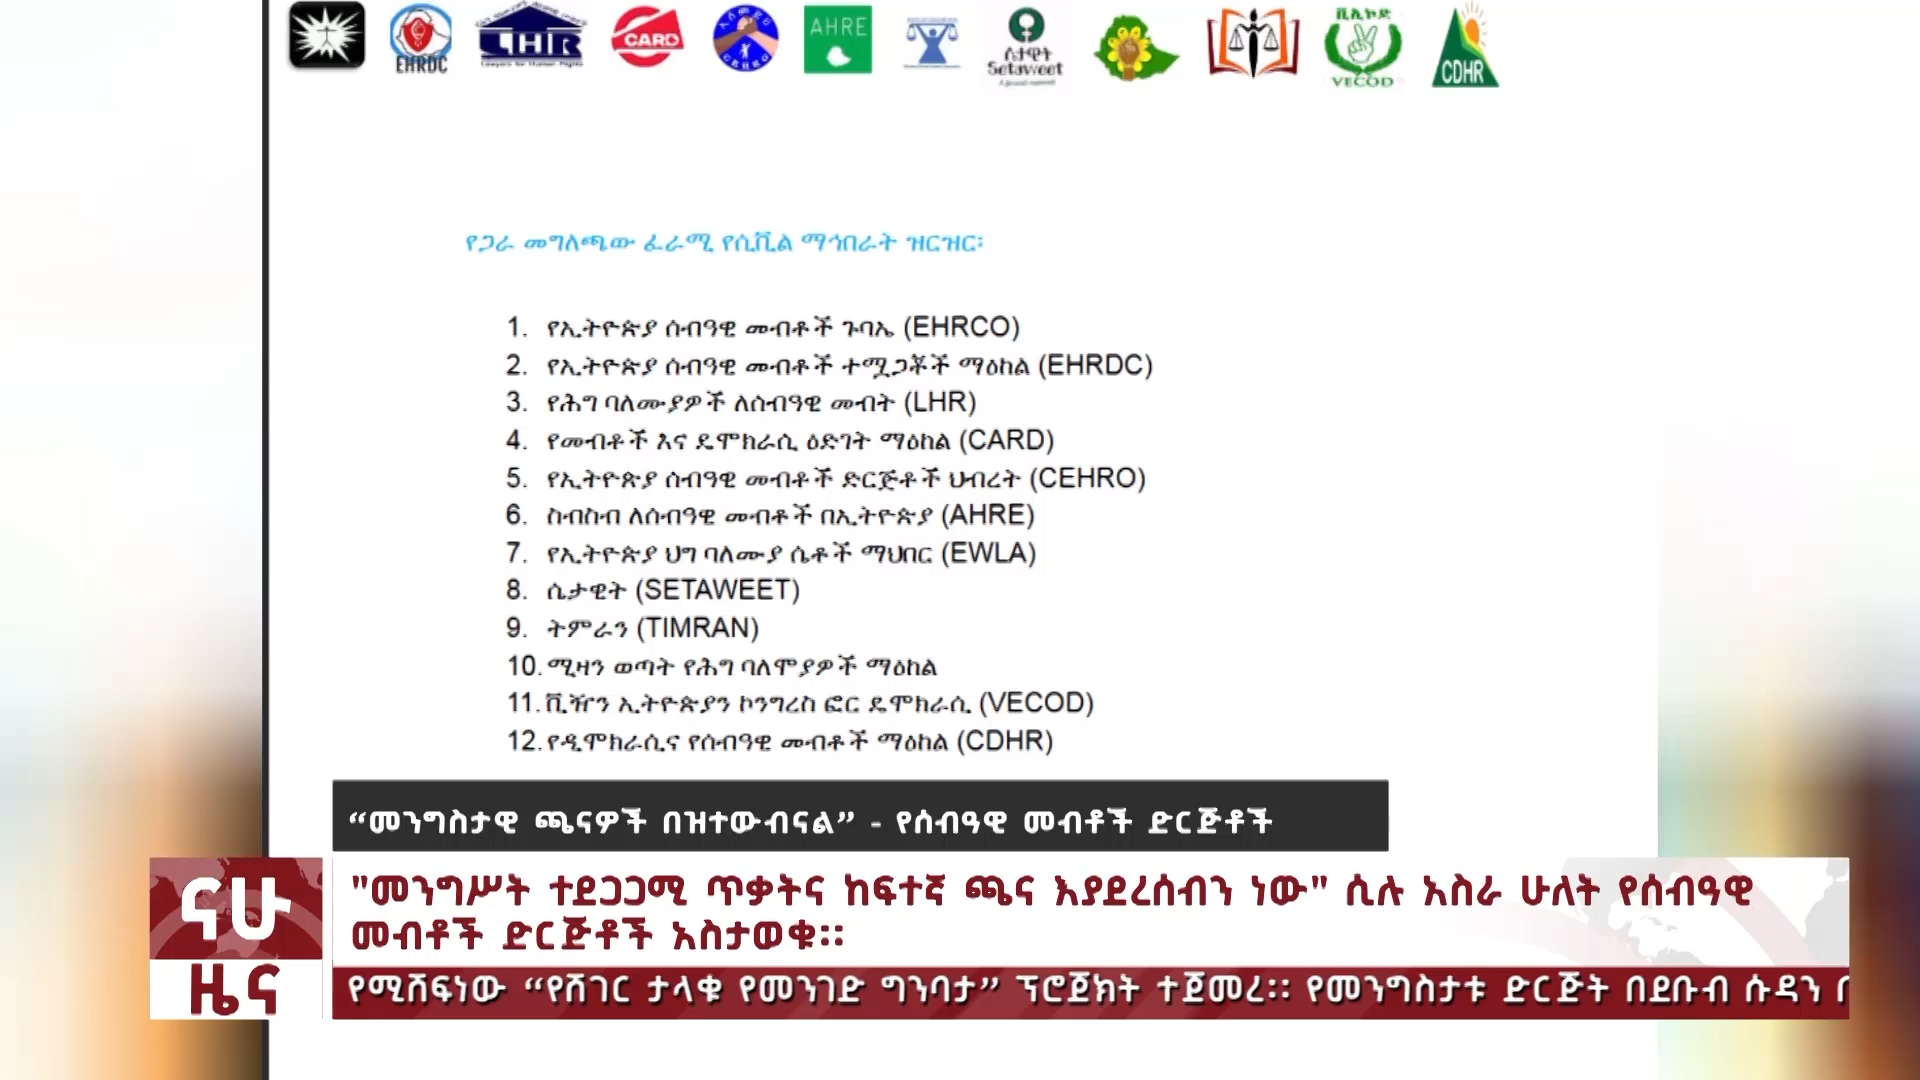 EHRDC
LHR
CARD
CEHRO
AHRE
ሴታዊት
Setaweet
ቪኢኮድ
VECOD
CDHR
የጋራ መግለጫው ፈራሚ የሲቪል ማኅበራት ዝርዝር፡
1. የኢትዮጵያ ሰብዓዊ መብቶች ጉባኤ (EHRCO)
2. የኢትዮጵያ ሰብዓዊ መብቶች ተሟጋቾች ማዕከል (EHRDC)
3. የሕግ ባለሙያዎች ለሰብዓዊ መብት (LHR)
4. የመብቶች እና ዴሞክራሲ ዕድገት ማዕከል (CARD)
5. የኢትዮጵያ ሰብዓዊ መብቶች ድርጅቶች ህብረት (CEHRO)
6. ስብስብ ለሰብዓዊ መብቶች በኢትዮጵያ (AHRE)
7. የኢትዮጵያ ህግ ባለሙያ ሴቶች ማህበር (EWLA)
8. ሴታዊት (SETAWEET)
9. ትምራን (TIMRAN)
10. ሚዛን ወጣት የሕግ ባለሞያዎች ማዕከል
11. ቪዥን ኢትዮጵያን ኮንግረስ ፎር ዴሞክራሲ (VECOD)
12. የዲሞክራሲና የሰብዓዊ መብቶች ማዕከል (CDHR)
“መንግስታዊ ጫናዎች በዝተውብናል” - የሰብዓዊ መብቶች ድርጅቶች
ናሁ
ዜና
"መንግሥት ተደጋጋሚ ጥቃትና ከፍተኛ ጫና እያደረሰብን ነው" ሲሉ አስራ ሁለት የሰብዓዊ
መብቶች ድርጅቶች አስታወቁ።
የሚሸፍነው “የሸገር ታላቁ የመንገድ ግንባታ” ፕሮጀክት ተጀመረ። የመንግስታቱ ድርጅት በደቡብ ሱዳን